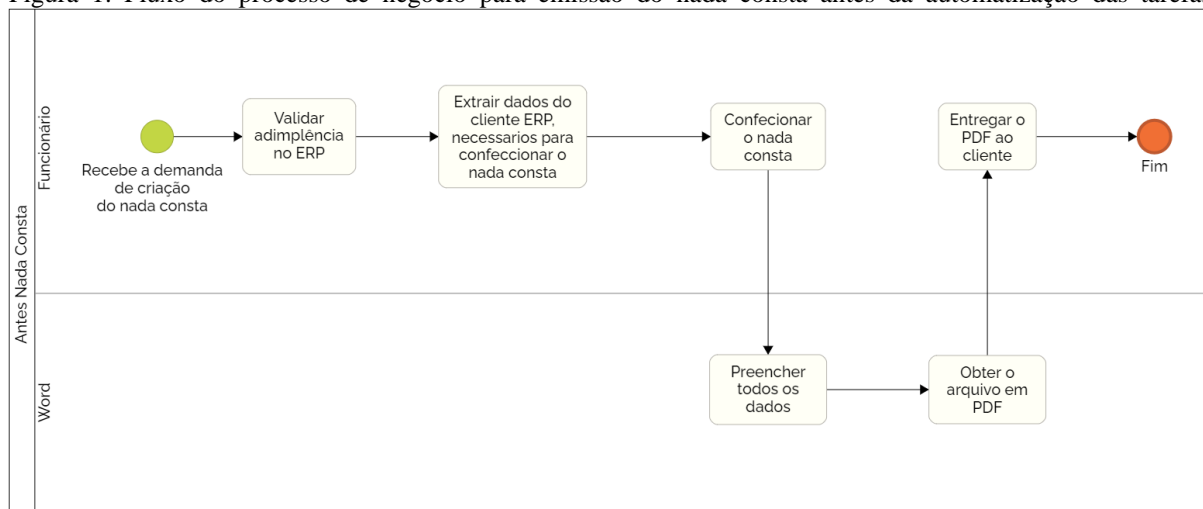 Figura 1. Fluxo do processo de negócio para emissão do nada consta antes da automatização das tarefas
Antes Nada Consta
Funcionário
Recebe a demanda
de criação
do nada consta
Validar
adimplência
no ERP
Extrair dados do
cliente ERP,
necessarios para
confeccionar o
nada consta
Confecionar
o nada
consta
Entregar o
PDF ao
cliente
Fim
Word
Preencher
todos os
dados
Obter o
arquivo em
PDF